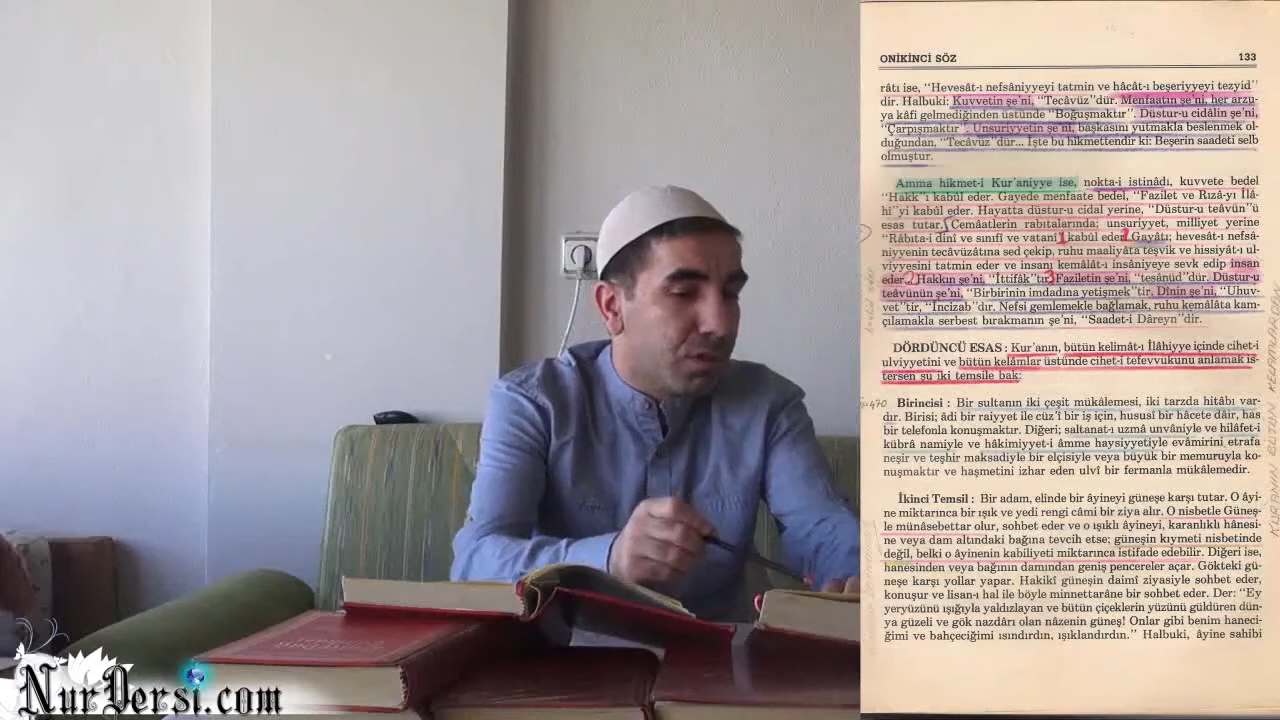 ONİKİNCİ SÖZ 133
râtı ise, "Hevesât-ı nefsâniyyeyi tatmin ve hâcât-ı beşeriyyeyi tezyid"
dir. Halbuki: Kuvvetin şe'ni, "Tecâvüz"dür. Menfaatın şe'ni, her arzu-
ya kâfi gelmediğinden üstünde "Boğuşmaktır". Düstur-u cidâlin şe'ni,
"Çarpışmaktır". Unsuriyyetin şe'ni, başkasını yutmakla beslenmek ol-
duğundan, "Tecâvüz"dür... İşte bu hikmettendir ki: Beşerin saadeti selb
olmuştur.
Amma hikmet-i Kur'aniyye ise, nokta-i istinâdı, kuvvete bedel
"Hakk"ı kabûl eder. Gayede menfaate bedel, "Fazilet ve Rızâ-yı İlâ-
hi"yi kabûl eder. Hayatta düstur-u cidal yerine, "Düstur-u teâvün"ü
esas tutar. Cemâatlerin rabıtalarında; unsuriyyet, milliyet yerine
"Râbıta-i dinî ve sınıfî ve vatanî" kabûl eder. Gayâtı; hevesât-ı nefsâ-
niyyenin tecâvüzâtına sed çekip, ruhu maaliyâta teşvik ve hissiyât-ı ul-
viyyesini tatmin eder ve insanı kemâlât-ı insâniyeye sevk edip insan
eder. Hakkın şe'ni, "İttifâk"tır. Faziletin şe'ni, "tesânüd"dür. Düstur-u
teâvünün şe'ni, "Birbirinin imdadına yetişmek"tir. Dînin şe'ni, "Uhuv-
vet"tir, "İncizab"dır. Nefsi gemlemekle bağlamak, ruhu kemâlâta kam-
çılamakla serbest bırakmanın şe'ni, "Saadet-i Dâreyn"dir.
DÖRDÜNCÜ ESAS : Kur'anın, bütün kelimât-ı İlâhiyye içinde cihet-i
ulviyyetini ve bütün kelâmlar üstünde cihet-i tefevvukunu anlamak is-
tersen şu iki temsile bak:
Birincisi : Bir sultanın iki çeşit mükâlemesi, iki tarzda hitâbı var-
dır. Birisi; âdi bir raiyyet ile cüz'î bir iş için, hususî bir hâcete dâir, has
bir telefonla konuşmaktır. Diğeri; saltanat-ı uzmâ unvâniyle ve hilâfet-i
kübrâ namiyle ve hâkimiyyet-i âmme haysiyyetiyle evâmirini etrafa
neşir ve teşhir maksadiyle bir elçisiyle veya büyük bir memuruyla ko-
nuşmaktır ve haşmetini izhar eden ulvî bir fermanla mükâlemedir.
İkinci Temsil : Bir adam, elinde bir âyineyi güneşe karşı tutar. O âyi-
ne miktarınca bir ışık ve yedi rengi câmi bir ziya alır. O nisbetle Güneş-
le münâsebettar olur, sohbet eder ve o ışıklı âyineyi, karanlıklı hânesi-
ne veya dam altındaki bağına tevcih etse; güneşin kıymeti nisbetinde
değil, belki o âyinenin kabiliyeti miktarınca istifade edebilir. Diğeri ise,
hanesinden veya bağının damından geniş pencereler açar. Gökteki gü-
neşe karşı yollar yapar. Hakikî güneşin daimî ziyasiyle sohbet eder,
konuşur ve lisan-ı hal ile böyle minnettarâne bir sohbet eder. Der: "Ey
yeryüzünü ışığıyla yaldızlayan ve bütün çiçeklerin yüzünü güldüren dün-
ya güzeli ve gök nazdârı olan nâzenin güneş! Onlar gibi benim haneci-
ğimi ve bahçeciğimi ısındırdın, ışıklandırdın." Halbuki, âyine sahibi
NurDersi.com